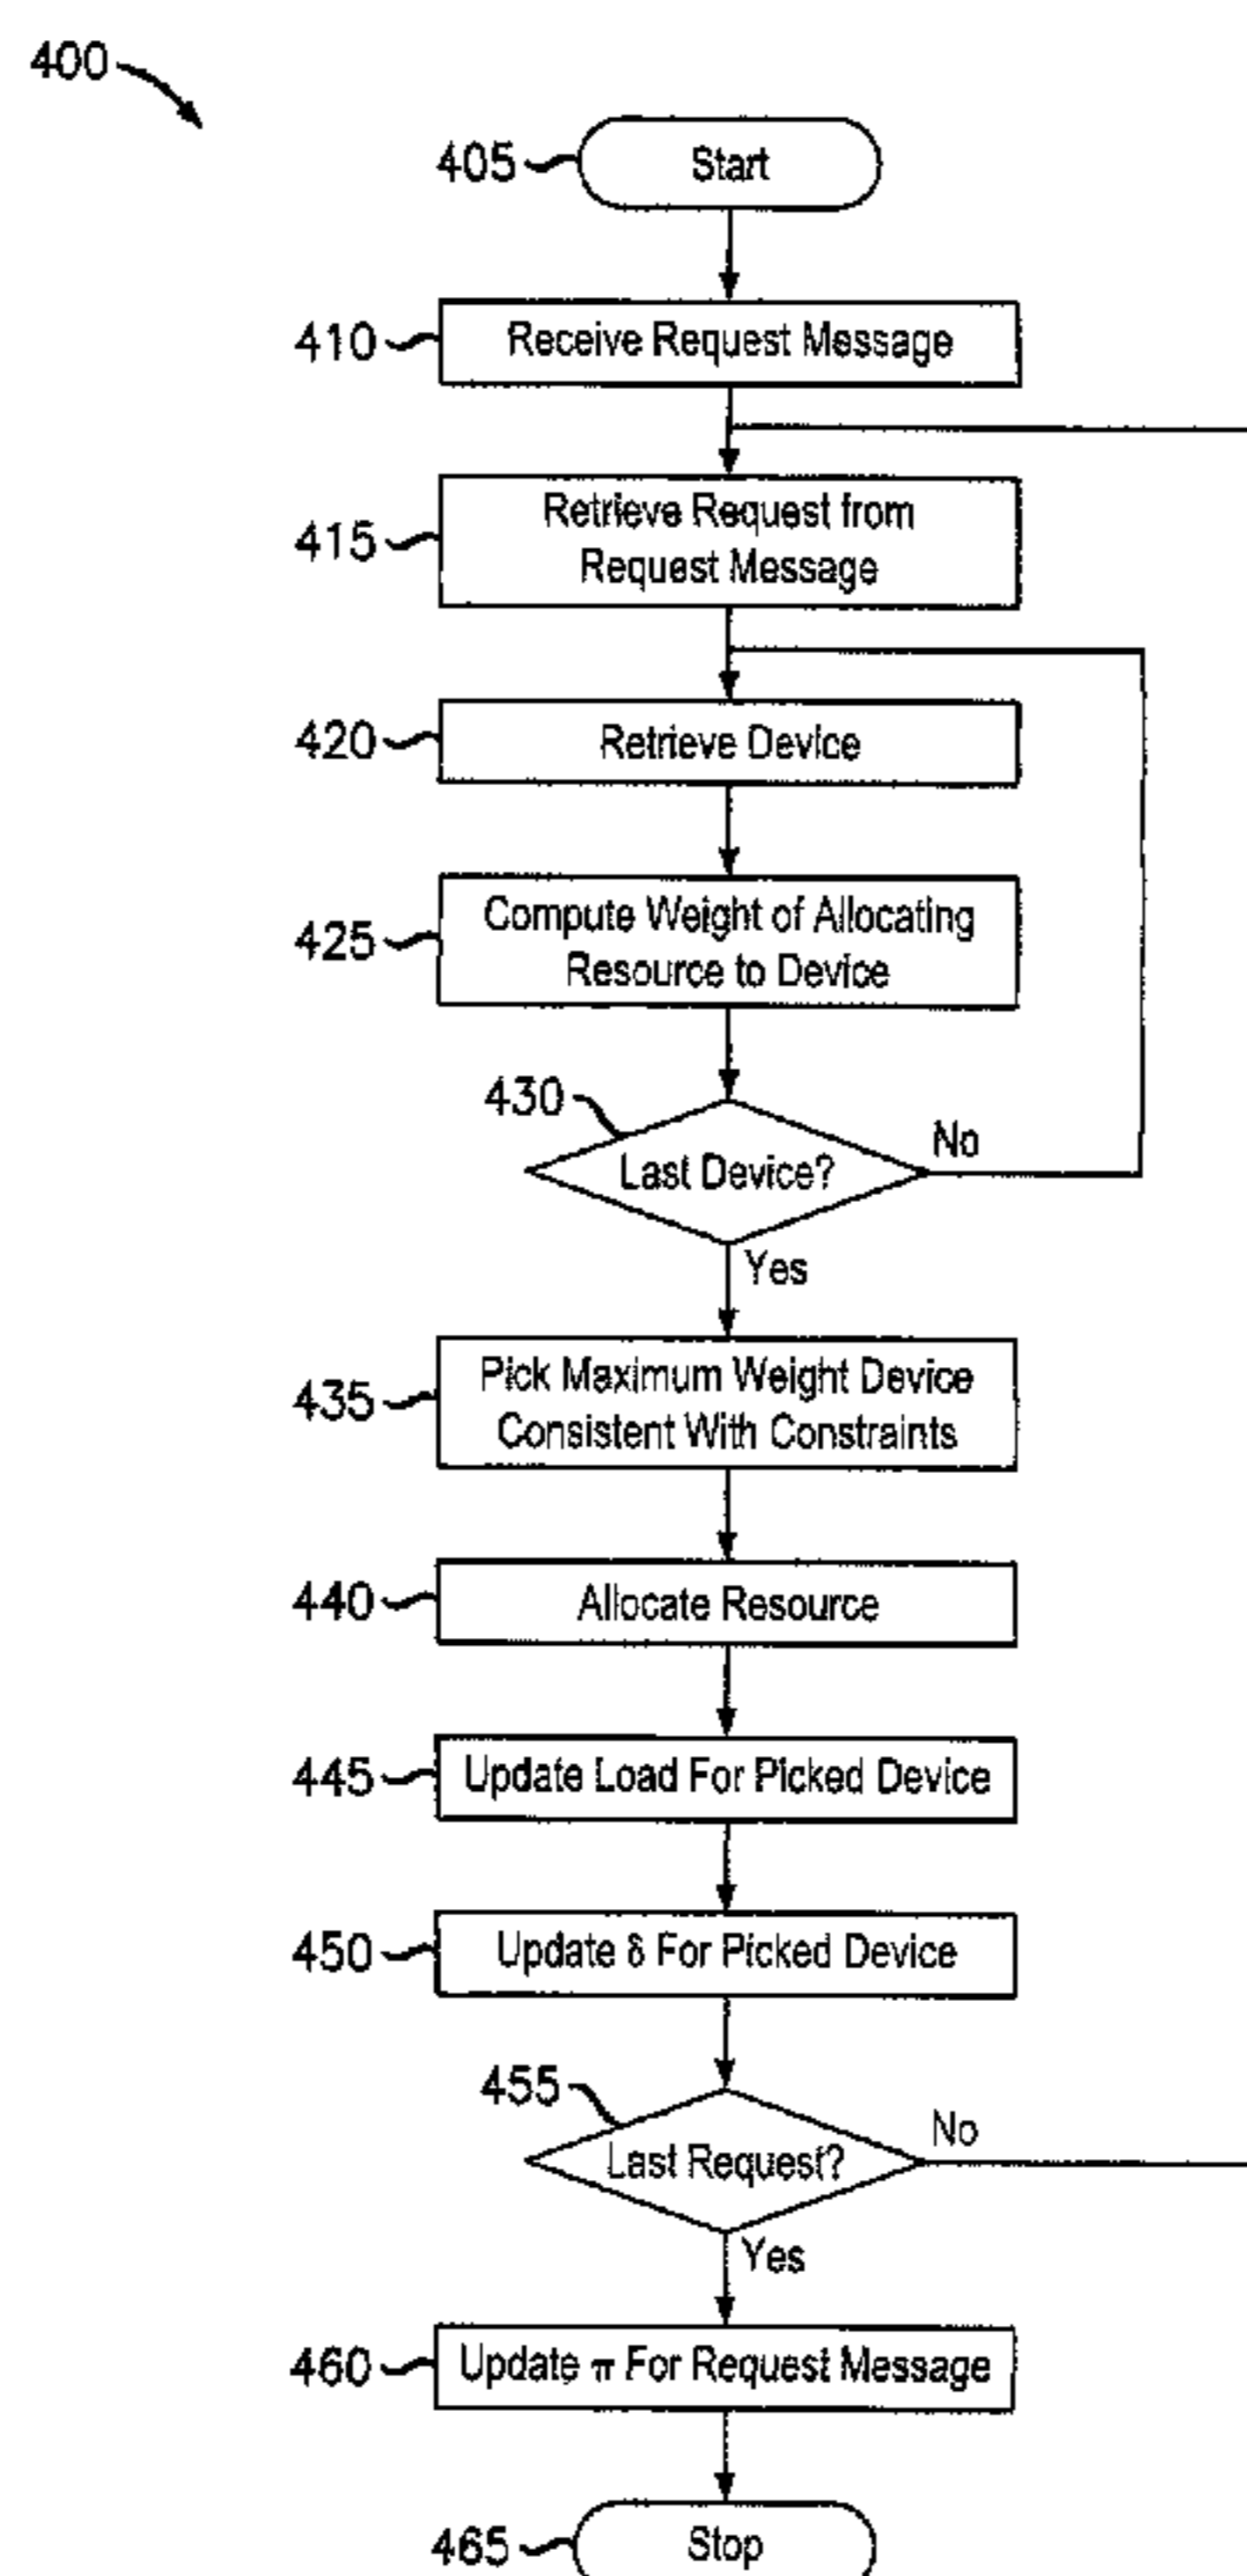 400
405
Start
410
Receive Request Message
415
Retrieve Request from
Request Message
420
Retrieve Device
425
Compute Weight of Allocating
Resource to Device
430
Last Device?
No
Yes
435
Pick Maximum Weight Device
Consistent With Constraints
440
Allocate Resource
445
Update Load For Picked Device
450
Update δ For Picked Device
455
Last Request?
No
Yes
460
Update π For Request Message
465
Stop